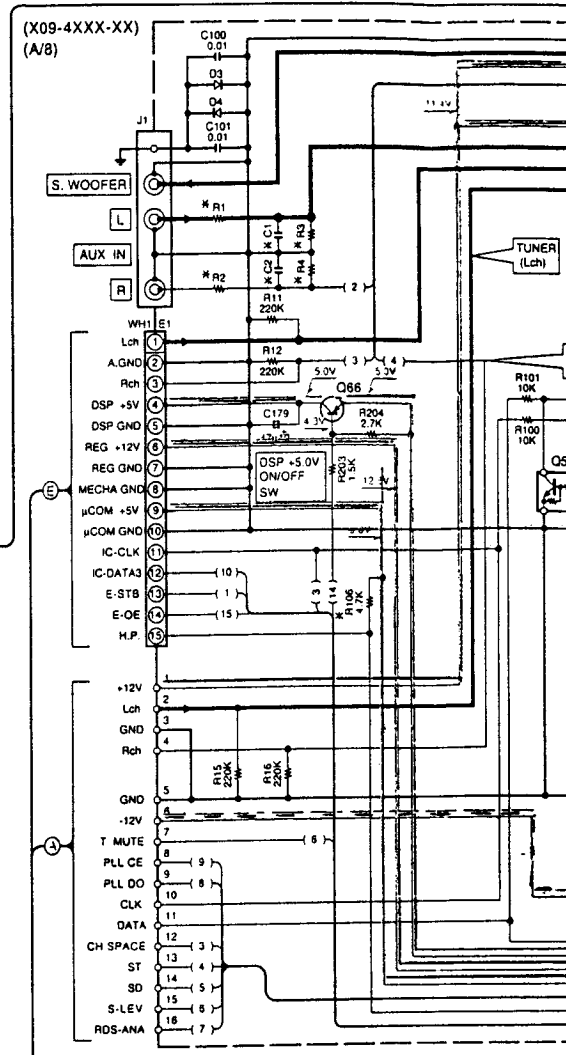 (X09-4XXX-XX)
(A/8)
C100
0.01
D3
D4
C101
0.01
J1
11.4V
S. WOOFER
L
* R1
* C1
R3
AUX IN
* C2
* R4
TUNER
(Lch)
R
* R2
2
R11
220K
WH1 E1
Lch 1
A.GND 2
R12
220K
3 4
Rch 3
5.0V 5.0V
R101
10K
DSP +5V 4
Q66
DSP GND 5
C179
4.3V
R204
2.7K
R100
10K
REG +12V 6
DSP +5.0V
ON/OFF
SW
R203
1.5K
Q5
REG GND 7
MECHA GND 8
E
μCOM +5V 9
μCOM GND 10
IC-CLK 11
IC-DATA3 12
10
E-STB 13
1
3 14
E-OE 14
15
* R106
4.7K
H.P. 15
+12V 1
Lch 2
GND 3
Rch 4
R15
220K
R16
220K
GND 5
-12V 6
T MUTE 7
6
A
PLL CE 8
9
PLL DO 9
8
CLK 10
DATA 11
CH SPACE 12
3
ST 13
4
SD 14
5
S-LEV 15
6
RDS-ANA 16
7